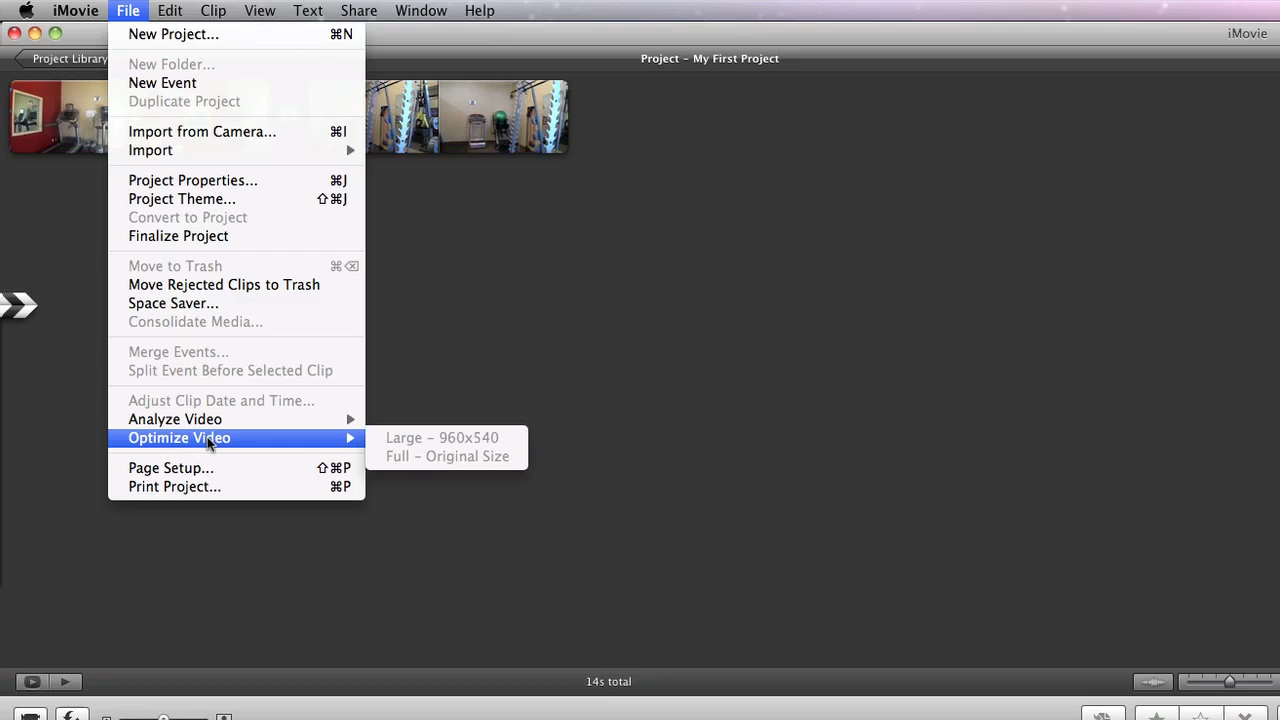 iMovie File Edit Clip View Text Share Window Help
iMovie
Project Library
Project – My First Project
New Project... ⌘N
New Folder...
New Event
Duplicate Project
Import from Camera... ⌘I
Import
Project Properties... ⌘J
Project Theme... ⇧⌘J
Convert to Project
Finalize Project
Move to Trash ⌘⌫
Move Rejected Clips to Trash
Space Saver...
Consolidate Media...
Merge Events...
Split Event Before Selected Clip
Adjust Clip Date and Time...
Analyze Video
Optimize Video
Large – 960x540
Full – Original Size
Page Setup... ⇧⌘P
Print Project... ⌘P
14s total